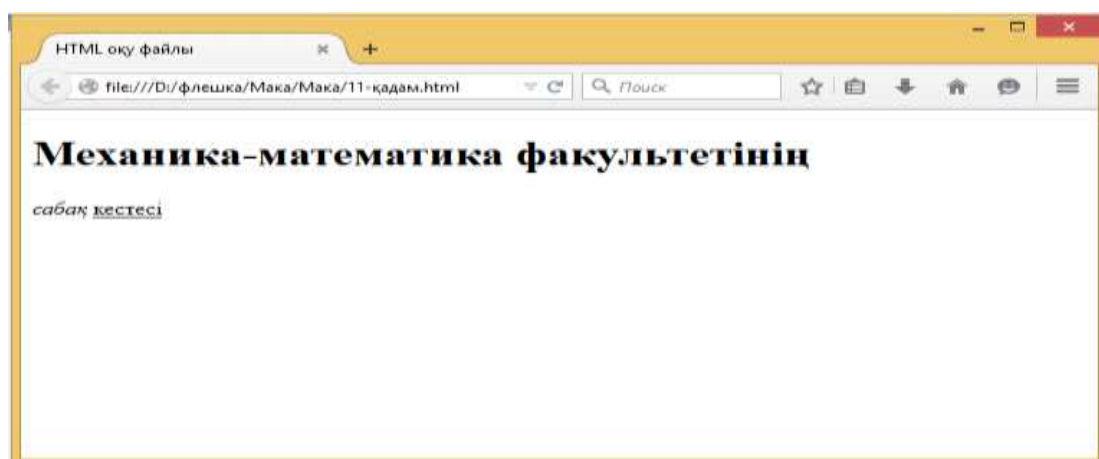 HTML оқу файлы
file:///D:/флешка/Мака/Мака/11-қадам.html
Поиск
Механика-математика факультетінің
сабақ кестесі